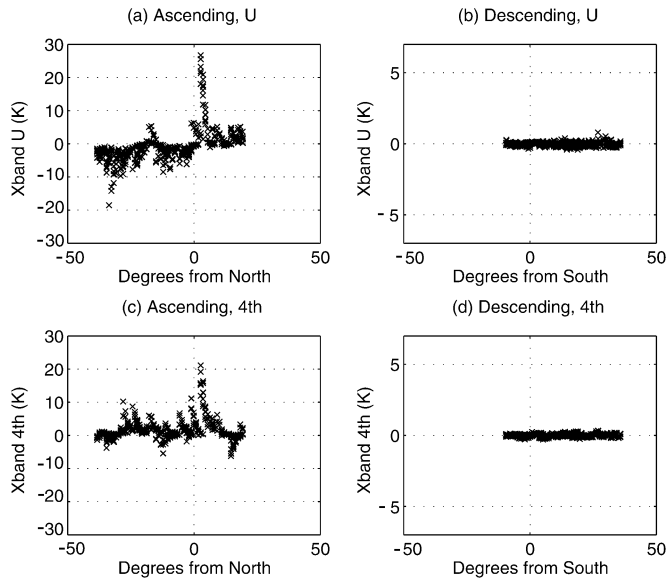 (a) Ascending, U
(b) Descending, U
30
20
10
0
-10
-20
-30
Xband U (K)
-50
0
50
Degrees from North
5
0
-5
Xband U (K)
-50
0
50
Degrees from South
(c) Ascending, 4th
(d) Descending, 4th
30
20
10
0
-10
-20
-30
Xband 4th (K)
-50
0
50
Degrees from North
5
0
-5
Xband 4th (K)
-50
0
50
Degrees from South